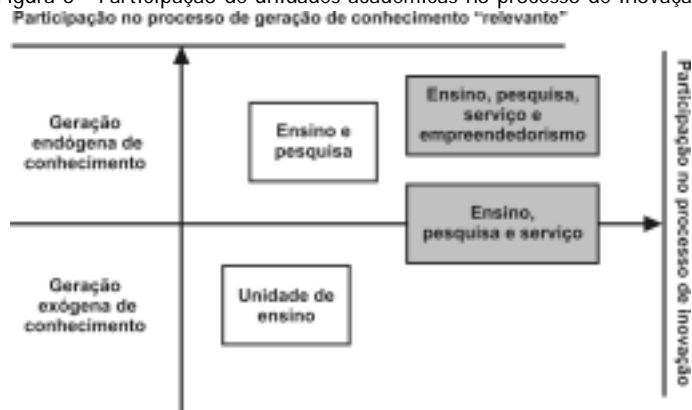 Participação no processo de geração de conhecimento “relevante”
Geração
endógena de
conhecimento
Ensino e
pesquisa
Ensino, pesquisa,
serviço e
empreendedorismo
Ensino,
pesquisa e serviço
Geração
exógena de
conhecimento
Unidade de
ensino
Participação no processo de inovação